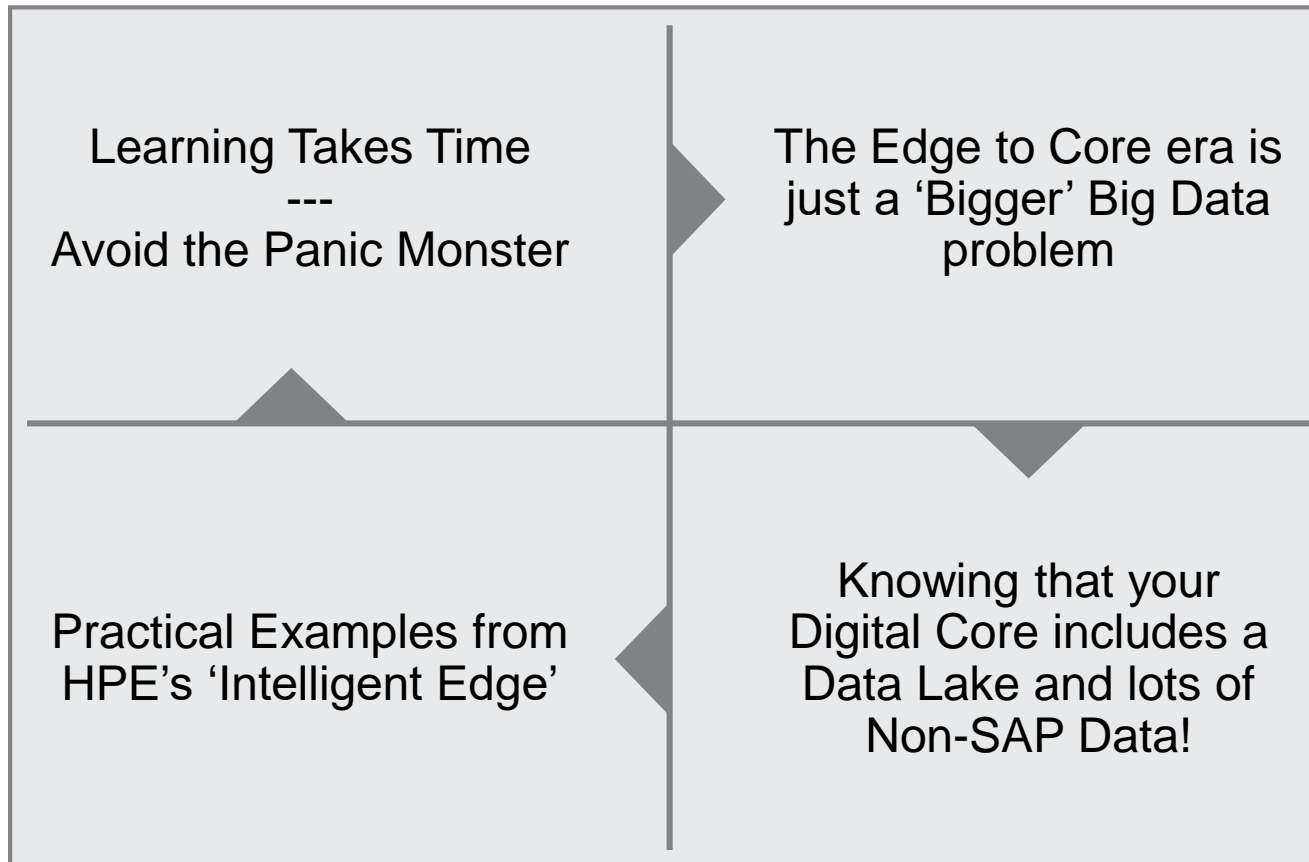 Learning Takes Time
---
Avoid the Panic Monster
The Edge to Core era is
just a ‘Bigger’ Big Data
problem
Knowing that your
Digital Core includes a
Data Lake and lots of
Non-SAP Data!
Practical Examples from
HPE’s ‘Intelligent Edge’